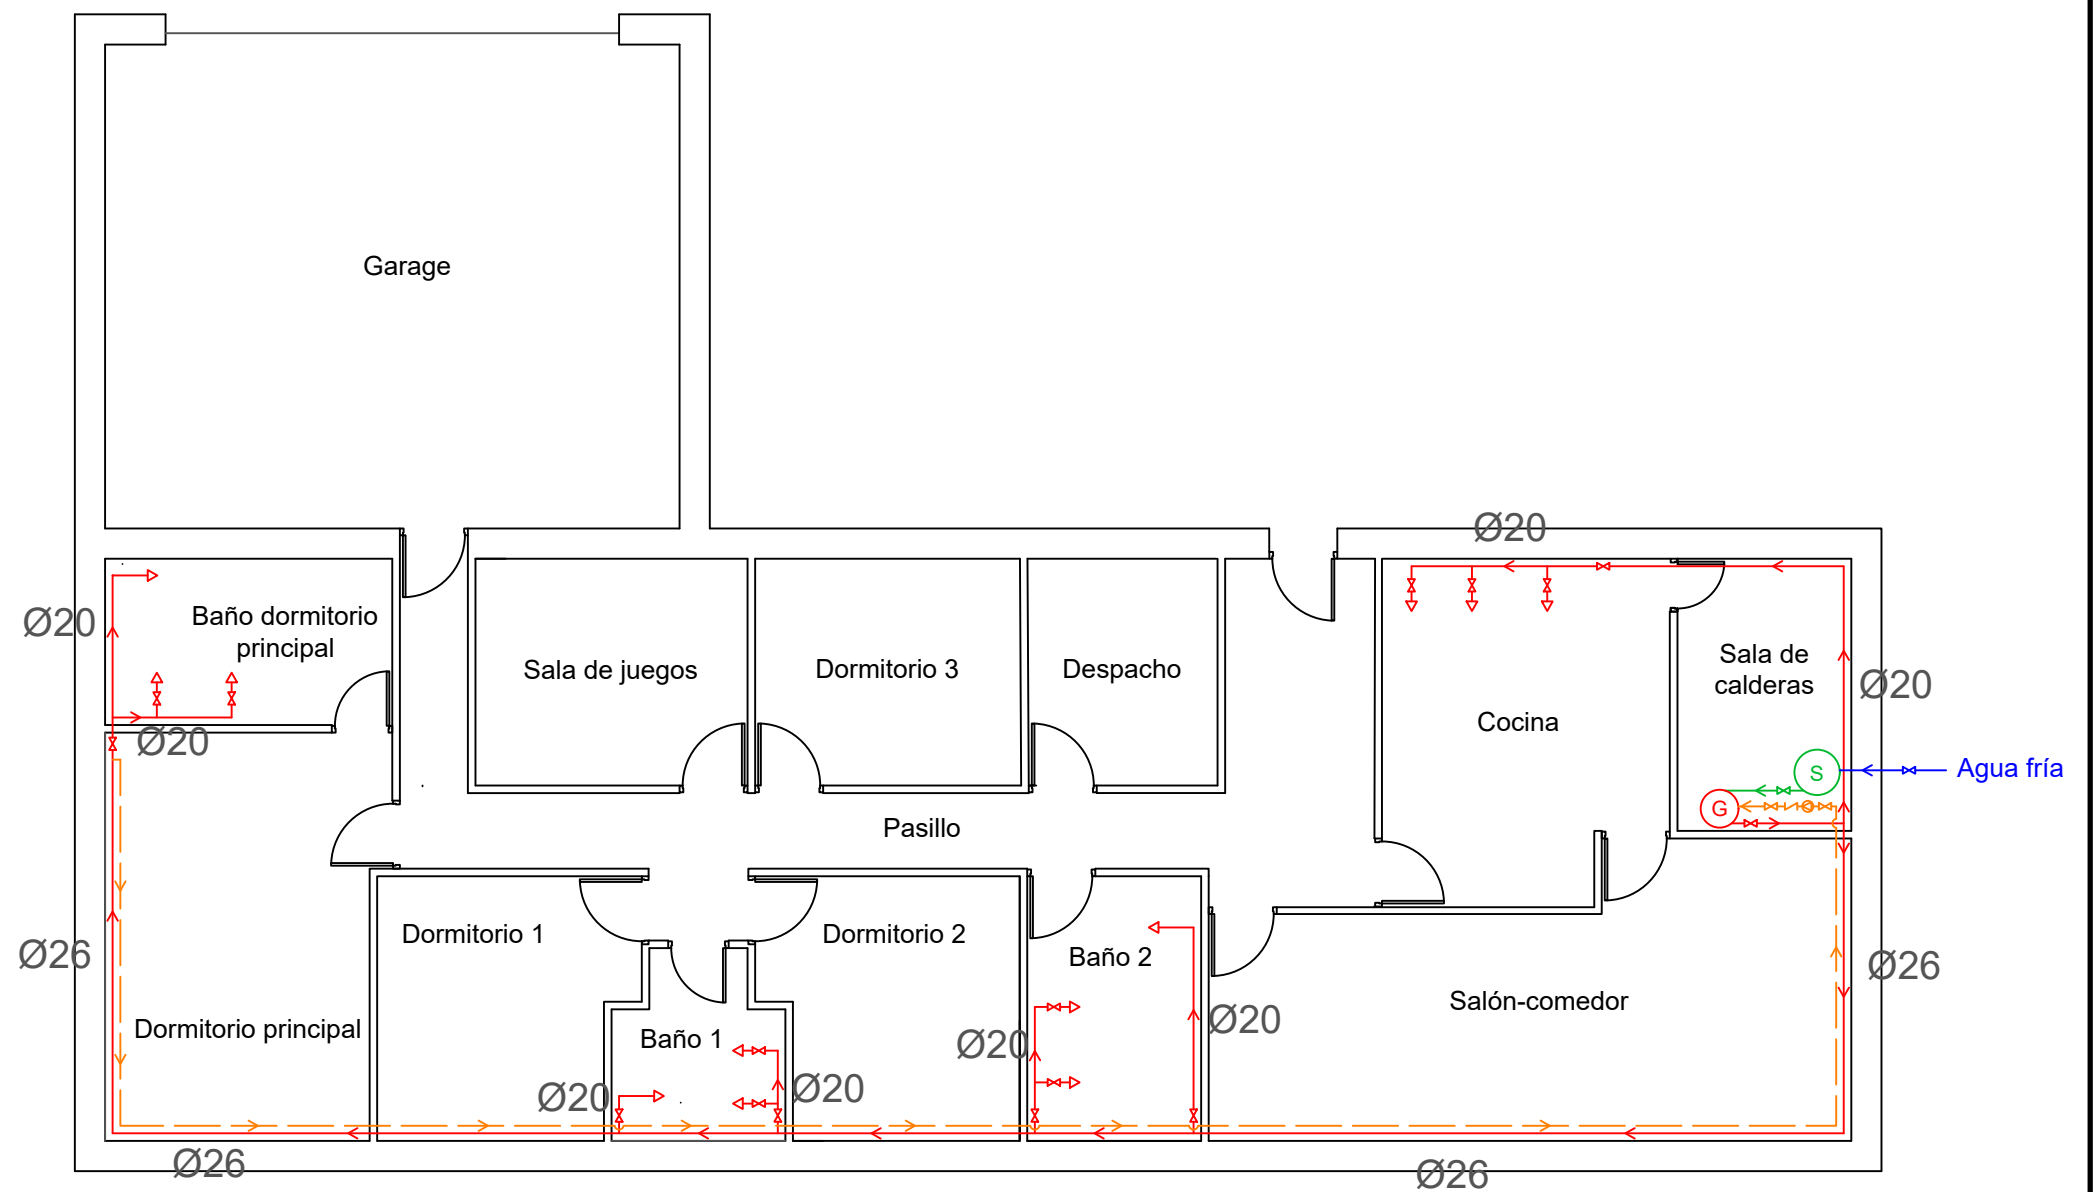 Garage
Ø20
Ø20
Baño dormitorio
principal
Sala de juegos
Dormitorio 3
Despacho
Sala de
calderas
Ø20
Cocina
Ø20
S
Agua fría
G
Pasillo
Dormitorio 1
Dormitorio 2
Baño 2
Ø26
Ø26
Salón-comedor
Dormitorio principal
Baño 1
Ø20
Ø20
Ø20
Ø20
Ø26
Ø26